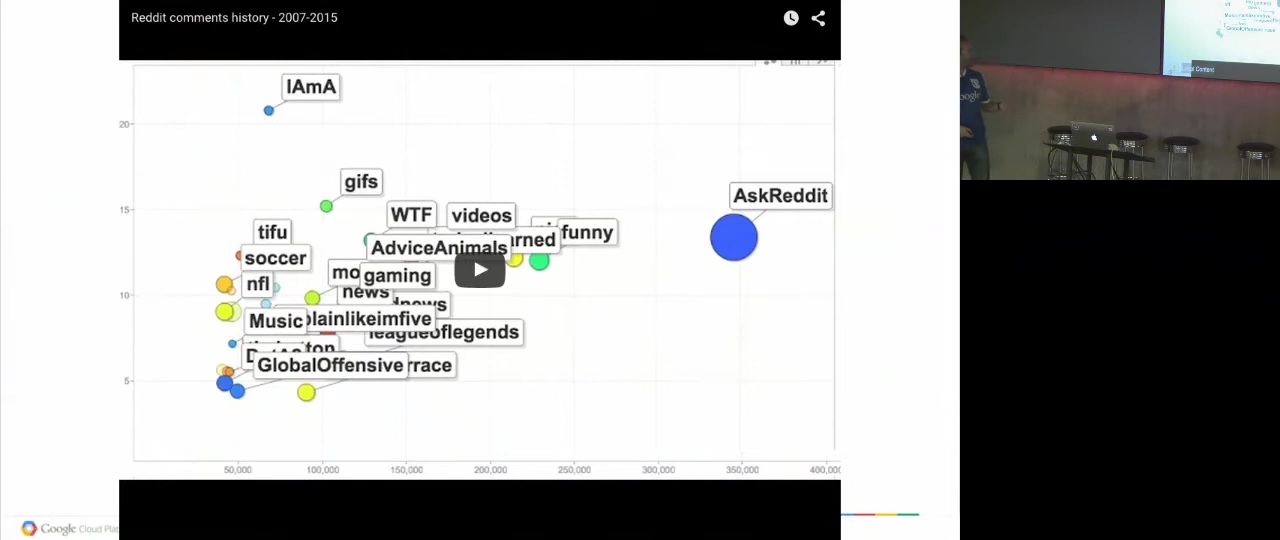 Reddit comments history - 2007-2015
IAmA
20
gifs
AskReddit
15
WTF
videos
tifu
funny
AdviceAnimals
soccer
gaming
nfl
10
news
Music
leagueoflegends
GlobalOffensive
5
50,000
100,000
150,000
200,000
250,000
300,000
350,000
Google Cloud